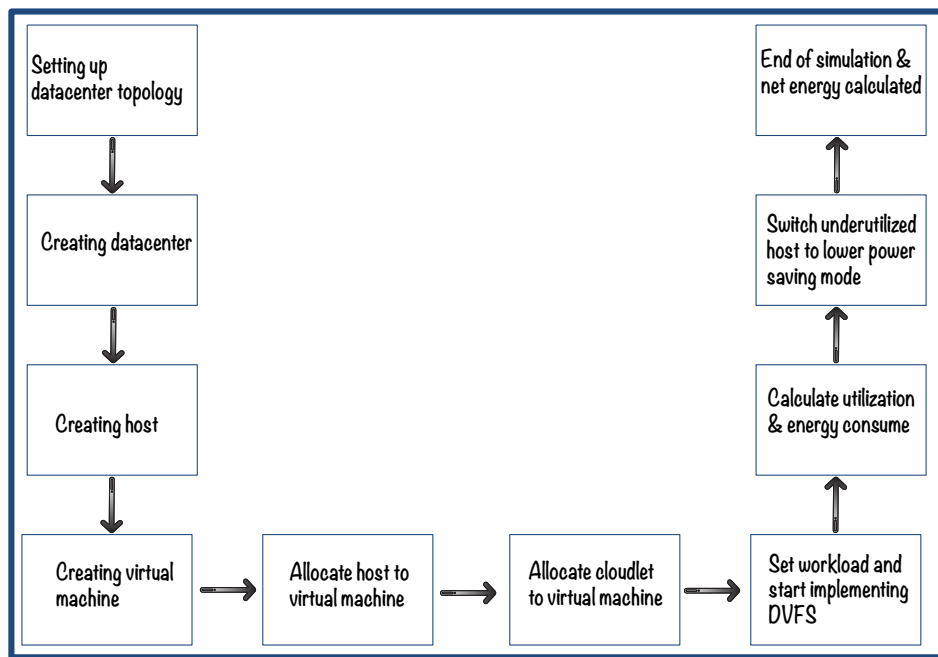 Setting up
datacenter topology
Creating datacenter
Creating host
Creating virtual
machine
Allocate host to
virtual machine
Allocate cloudlet
to virtual machine
Set workload and
start implementing
DVFS
Calculate utilization
& energy consume
Switch underutilized
host to lower power
saving mode
End of simulation &
net energy calculated